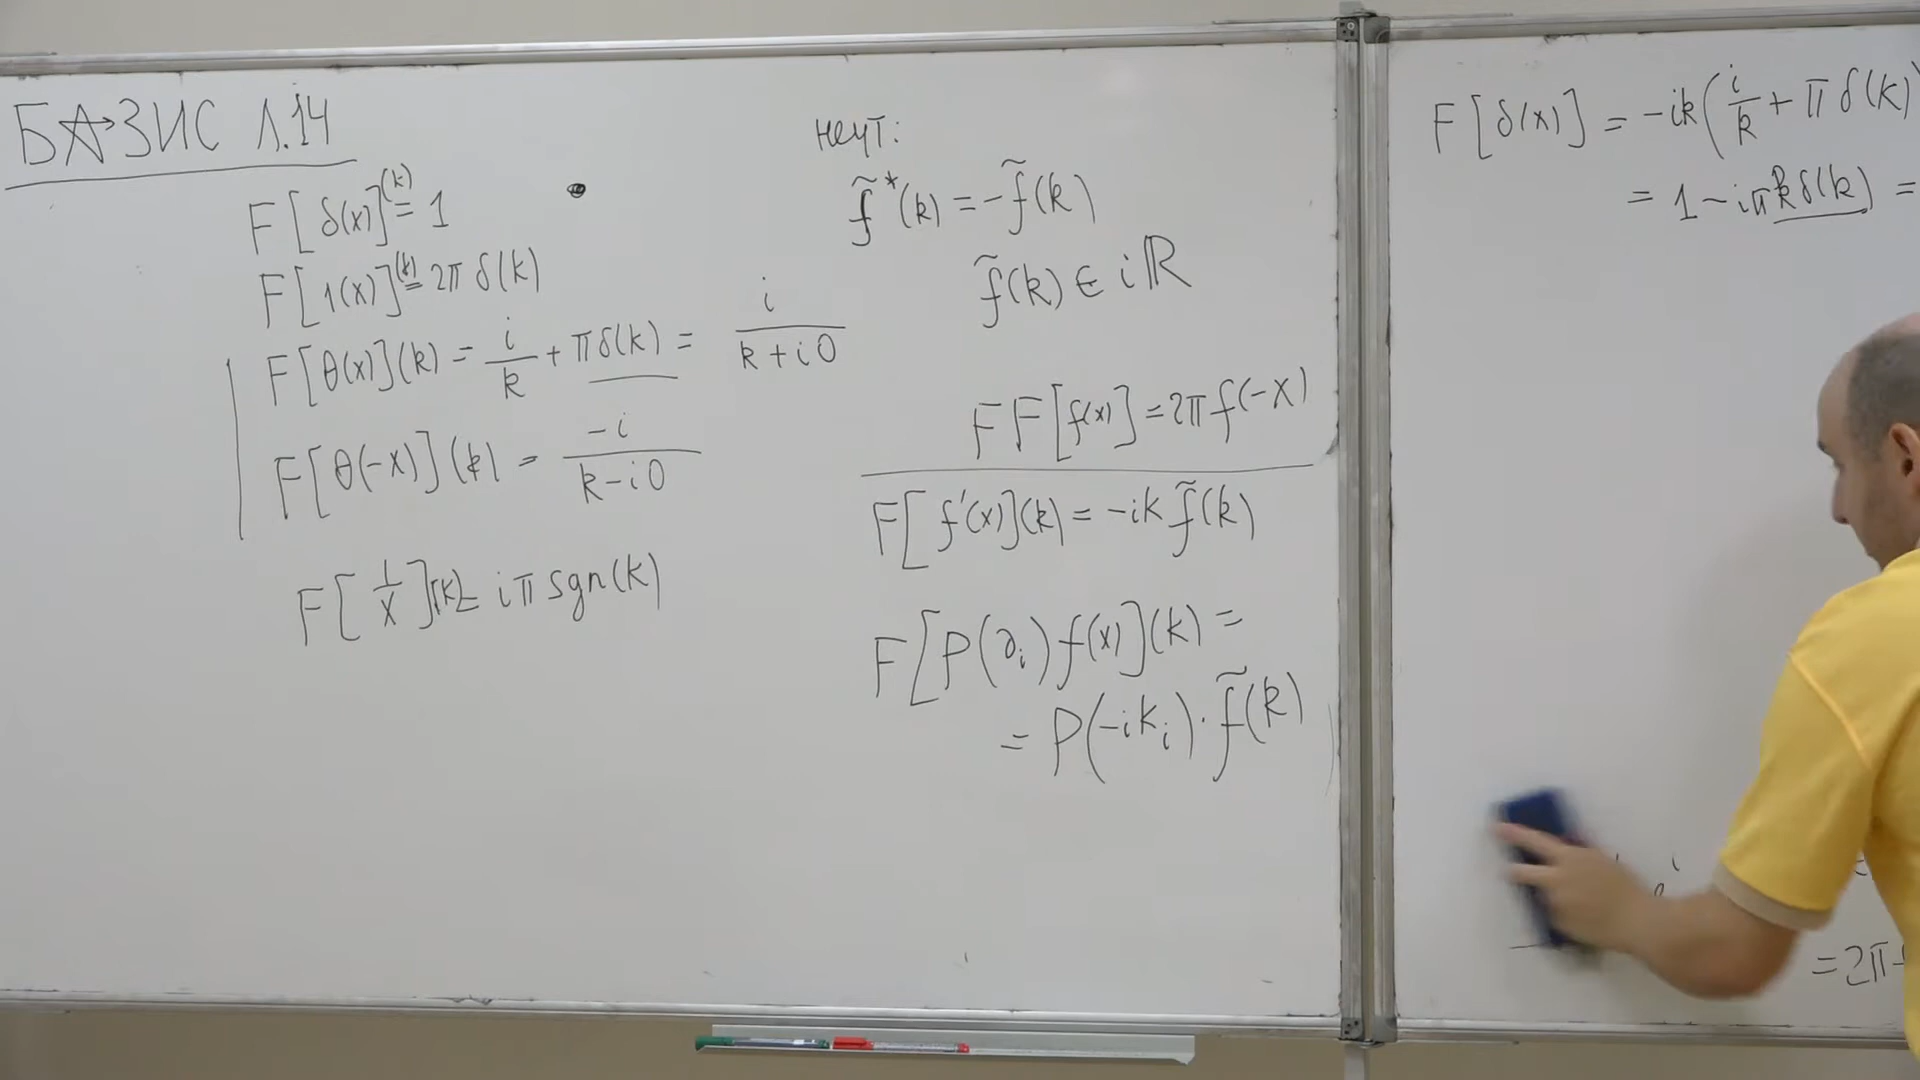 БАЗИС Л.14
F[δ(x)](k) = 1
F[1(x)](k) = 2π δ(k)
F[θ(x)](k) = i/k + πδ(k) = i/(k+i0)
F[θ(-x)](k) = -i/(k-i0)
F[1/x](k) = iπ sgn(k)
нечт:
f̃*(k) = -f̃(k)
f̃(k) ∈ iℝ
FF[f(x)] = 2π f(-x)
F[f'(x)](k) = -ik f̃(k)
F[P(∂ᵢ) f(x)](k) =
= P(-ikᵢ)· f̃(k)
F[δ(x)] = -ik(i/k + π δ(k)
= 1 - iπkδ(k) =
= 2π